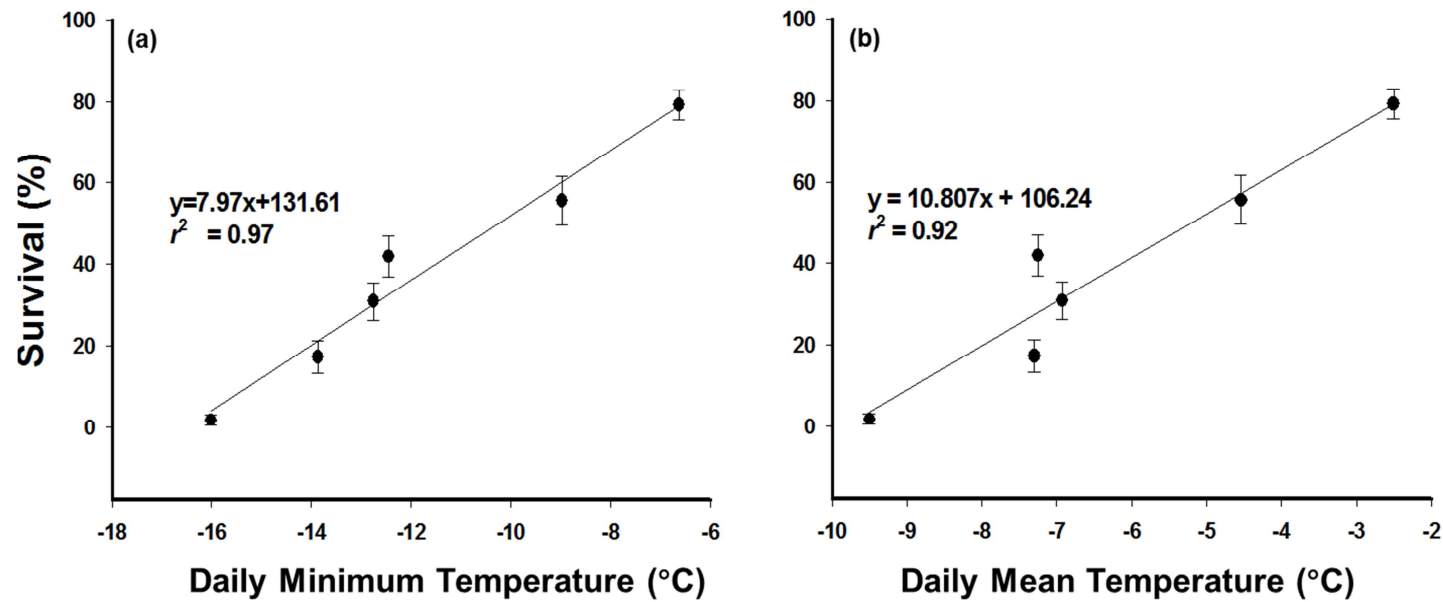 Survival (%)
(a)
100
80
60
40
20
0
y=7.97x+131.61
r² = 0.97
-18 -16 -14 -12 -10 -8 -6
Daily Minimum Temperature (°C)
(b)
100
80
60
40
20
0
y = 10.807x + 106.24
r² = 0.92
-10 -9 -8 -7 -6 -5 -4 -3 -2
Daily Mean Temperature (°C)